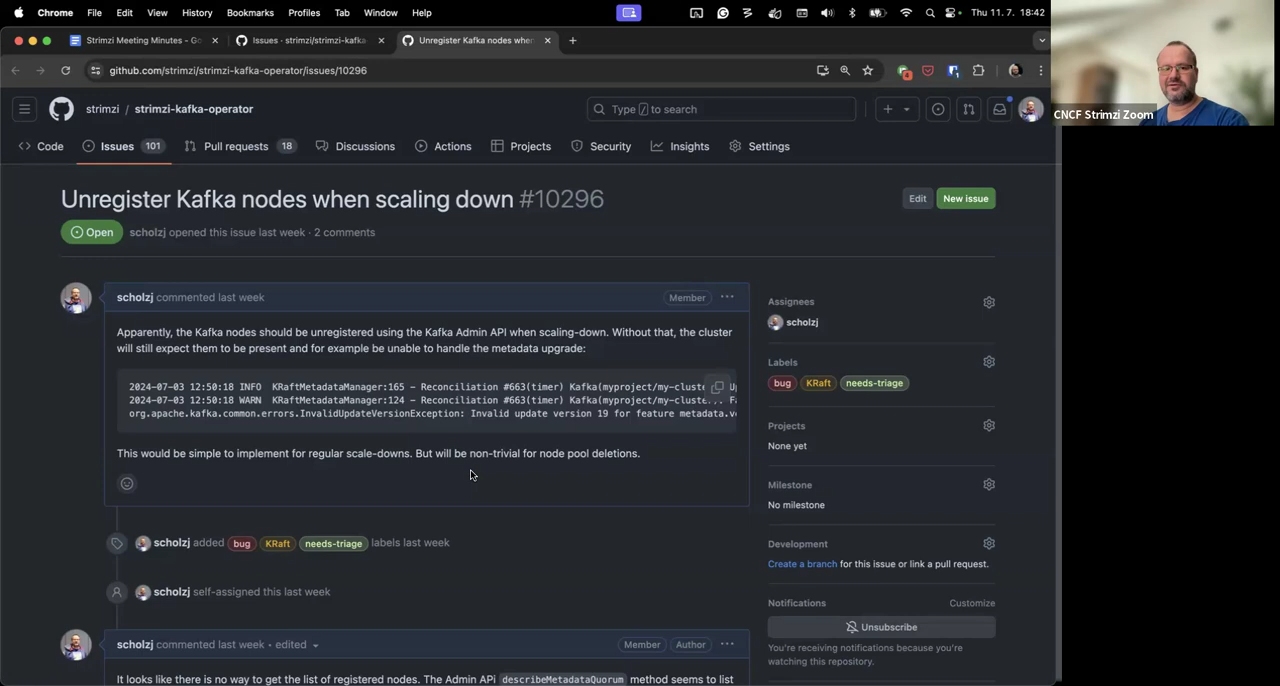 Chrome File Edit View History Bookmarks Profiles Tab Window Help Thu 11. 7. 18:42
Strimzi Meeting Minutes - Go
Issues · strimzi/strimzi-kafka-
Unregister Kafka nodes when
github.com/strimzi/strimzi-kafka-operator/issues/10296
CNCF Strimzi Zoom
strimzi / strimzi-kafka-operator
Type / to search
Code Issues 101 Pull requests 18 Discussions Actions Projects Security Insights Settings
Unregister Kafka nodes when scaling down #10296
Edit New issue
Open scholzj opened this issue last week · 2 comments
scholzj commented last week Member
Apparently, the Kafka nodes should be unregistered using the Kafka Admin API when scaling-down. Without that, the cluster
will still expect them to be present and for example be unable to handle the metadata upgrade:
2024-07-03 12:50:18 INFO KRaftMetadataManager:165 - Reconciliation #663(timer) Kafka(myproject/my-cluster
2024-07-03 12:50:18 WARN KRaftMetadataManager:124 - Reconciliation #663(timer) Kafka(myproject/my-cluster): Fa
org.apache.kafka.common.errors.InvalidUpdateVersionException: Invalid update version 19 for feature metadata.v
This would be simple to implement for regular scale-downs. But will be non-trivial for node pool deletions.
scholzj added bug KRaft needs-triage labels last week
scholzj self-assigned this last week
scholzj commented last week · edited Member Author
It looks like there is no way to get the list of registered nodes. The Admin API describeMetadataQuorum method seems to list
Assignees
scholzj
Labels
bug KRaft needs-triage
Projects
None yet
Milestone
No milestone
Development
Create a branch for this issue or link a pull request.
Notifications Customize
Unsubscribe
You're receiving notifications because you're
watching this repository.